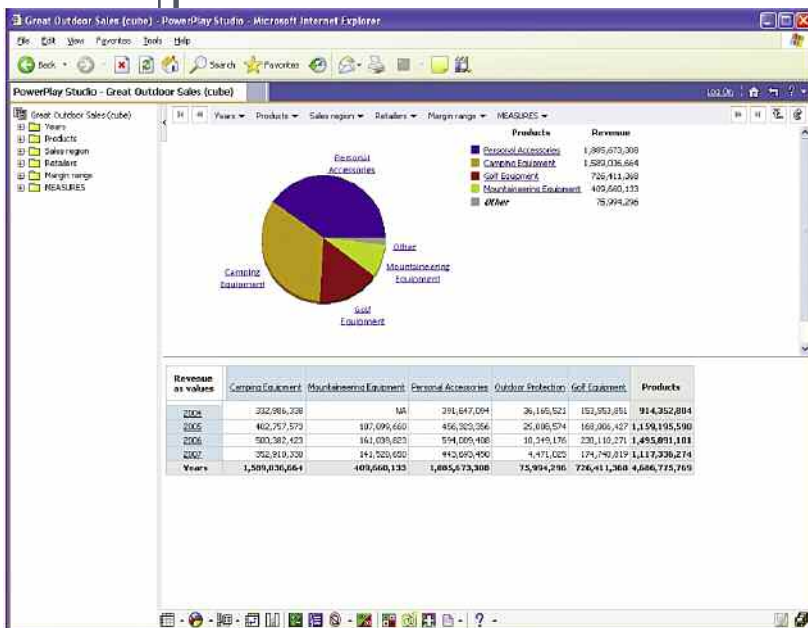 Great Outdoor Sales (cube) - PowerPlay Studio - Microsoft Internet Explorer
File Edit View Favorites Tools Help
Back Search Favorites
PowerPlay Studio - Great Outdoor Sales (cube)
Log On ?
Great Outdoor Sales (cube)
Years
Products
Sales region
Retailers
Margin range
MEASURES
Years Products Sales region Retailers Margin range MEASURES
Products Revenue
Personal Accessories 1,885,673,308
Camping Equipment 1,589,036,664
Golf Equipment 726,411,368
Mountaineering Equipment 409,660,133
Other 75,994,296
Personal
Accessories
Other
Mountaineering
Equipment
Camping
Equipment
Golf
Equipment
Revenue
as values Camping Equipment Mountaineering Equipment Personal Accessories Outdoor Protection Golf Equipment Products
2004 332,986,338 NA 391,647,094 36,165,521 153,553,851 914,352,804
2005 402,757,573 107,099,660 456,323,356 25,008,574 168,006,427 1,159,195,590
2006 500,382,423 161,039,823 594,009,408 10,349,176 230,110,271 1,495,891,101
2007 352,910,330 141,520,650 443,693,450 4,471,025 174,740,819 1,117,336,274
Years 1,589,036,664 409,660,133 1,885,673,308 75,994,296 726,411,368 4,686,775,769